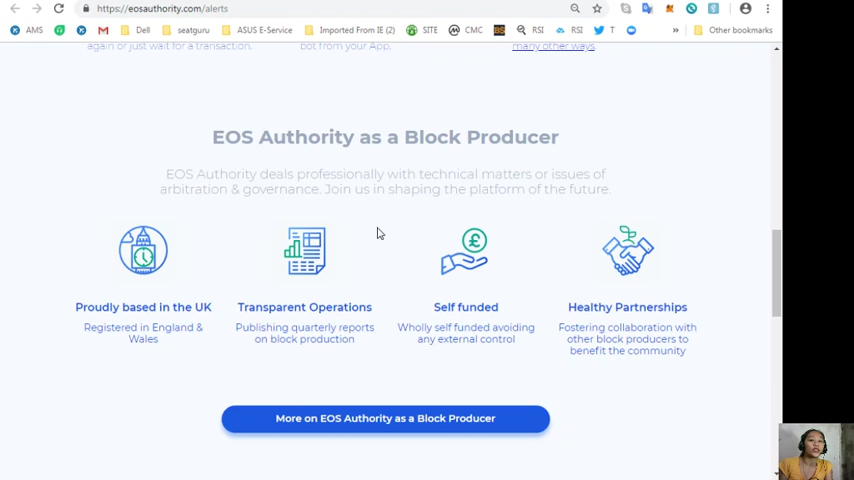 https://eosauthority.com/alerts
AMS
M
Dell
seatguru
ASUS E-Service
Imported From IE (2)
SITE
CMC
RSI
RSI
T
»
Other bookmarks
again or just wait for a transaction.
bot from your App.
many other ways.
EOS Authority as a Block Producer
EOS Authority deals professionally with technical matters or issues of
arbitration & governance. Join us in shaping the platform of the future.
£
Proudly based in the UK
Registered in England &
Wales
Transparent Operations
Publishing quarterly reports
on block production
Self funded
Wholly self funded avoiding
any external control
Healthy Partnerships
Fostering collaboration with
other block producers to
benefit the community
More on EOS Authority as a Block Producer